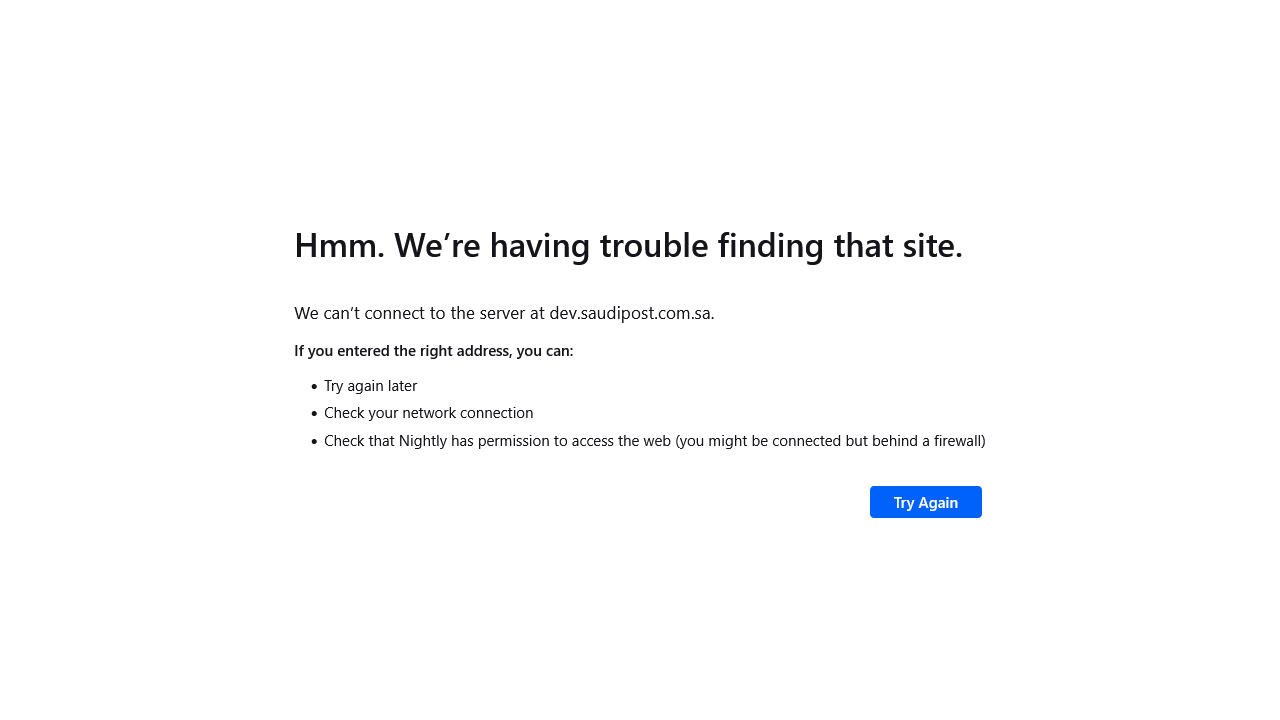 Hmm. We’re having trouble finding that site.
We can’t connect to the server at dev.saudipost.com.sa.
If you entered the right address, you can:
• Try again later
• Check your network connection
• Check that Nightly has permission to access the web (you might be connected but behind a firewall)
Try Again